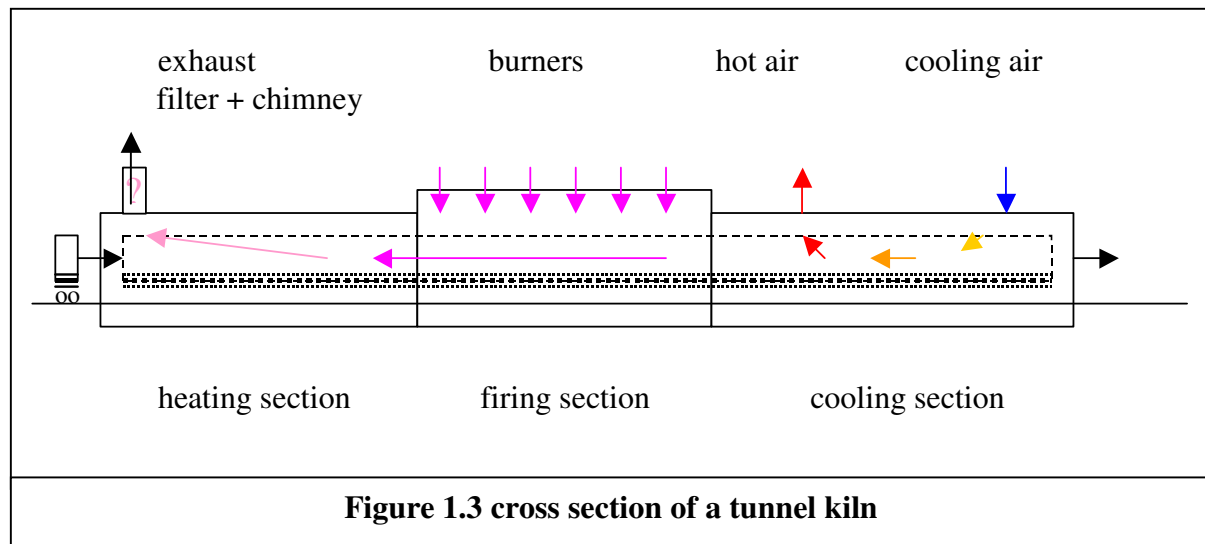 exhaust
filter + chimney
burners
hot air
cooling air
?
oo
heating section
firing section
cooling section
Figure 1.3 cross section of a tunnel kiln